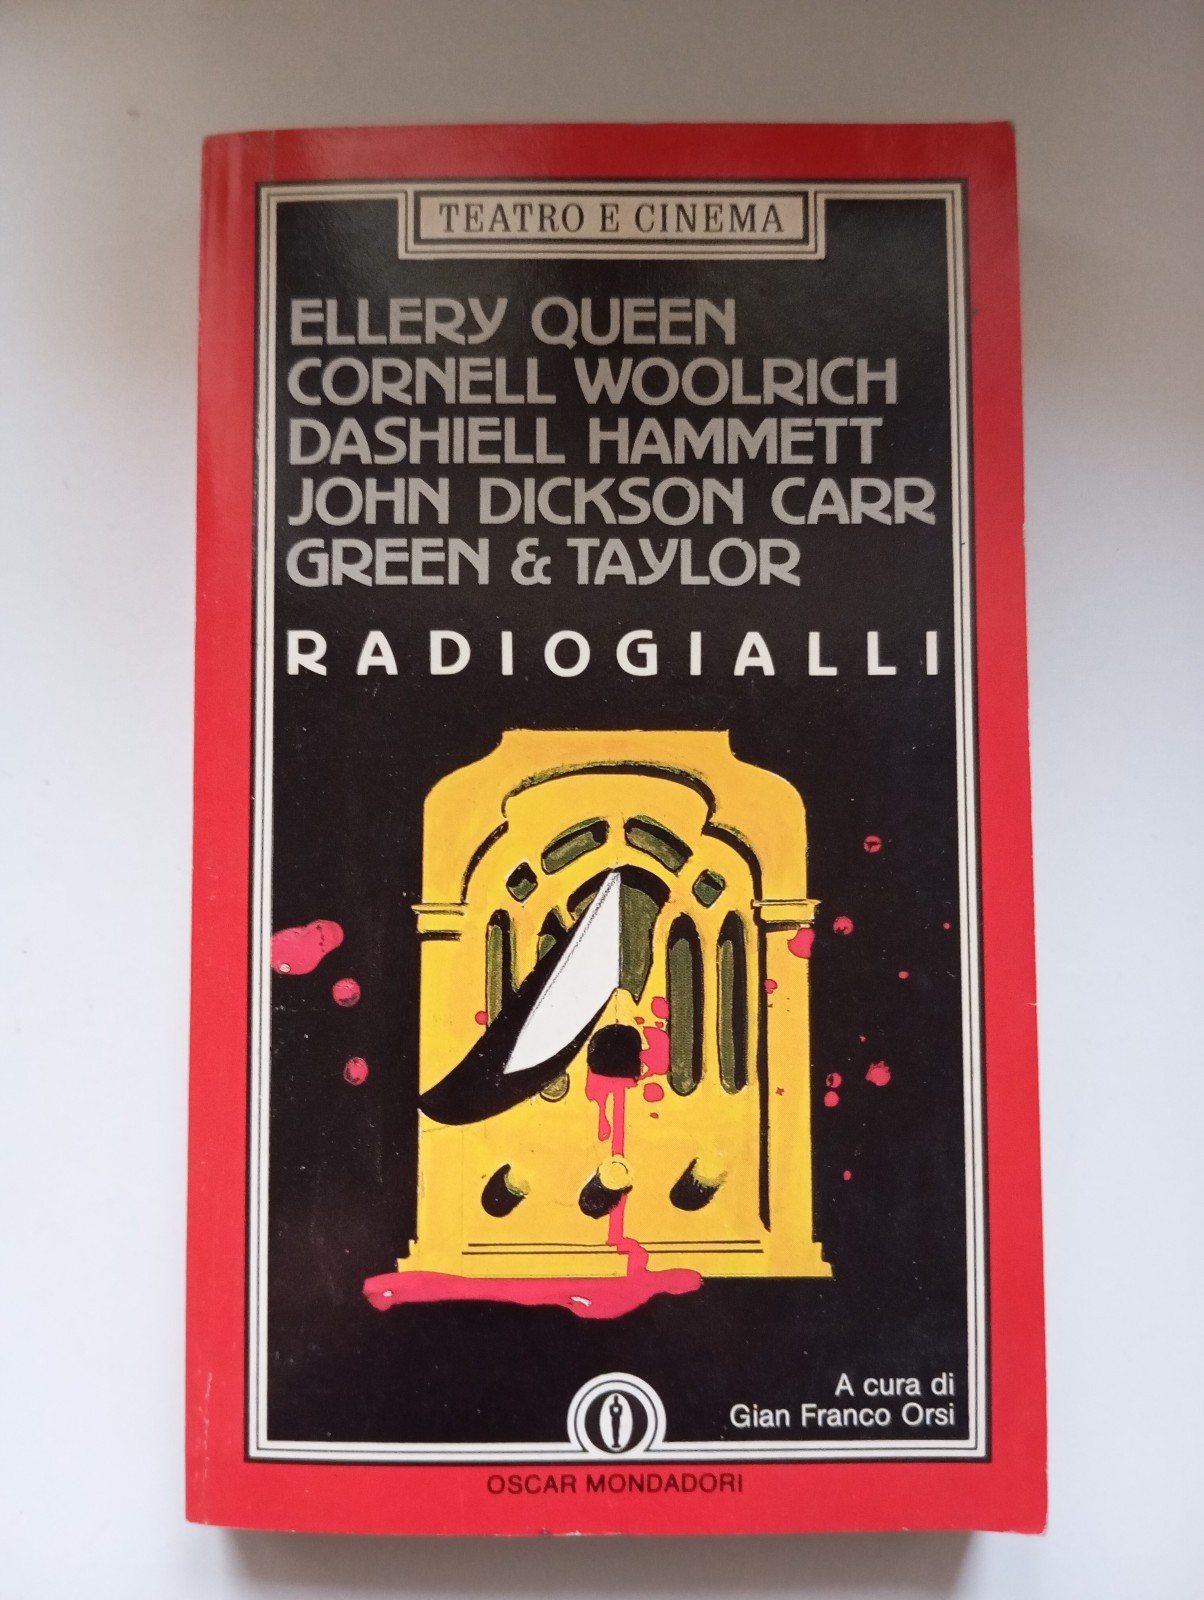 TEATRO E CINEMA
ELLERY QUEEN
CORNELL WOOLRICH
DASHIELL HAMMETT
JOHN DICKSON CARR
GREEN & TAYLOR
RADIOGIALLI
A cura di
Gian Franco Orsi
OSCAR MONDADORI